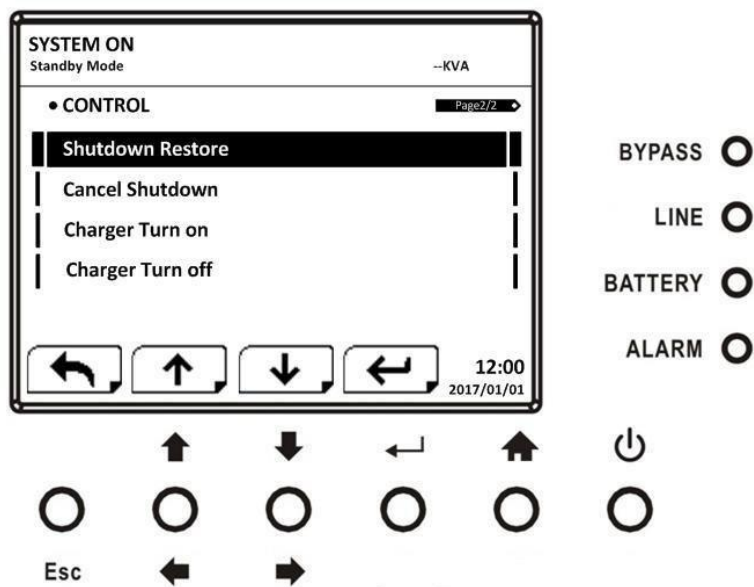 SYSTEM ON
Standby Mode --KVA
• CONTROL Page2/2
Shutdown Restore
Cancel Shutdown
Charger Turn on
Charger Turn off
12:00
2017/01/01
BYPASS
LINE
BATTERY
ALARM
Esc